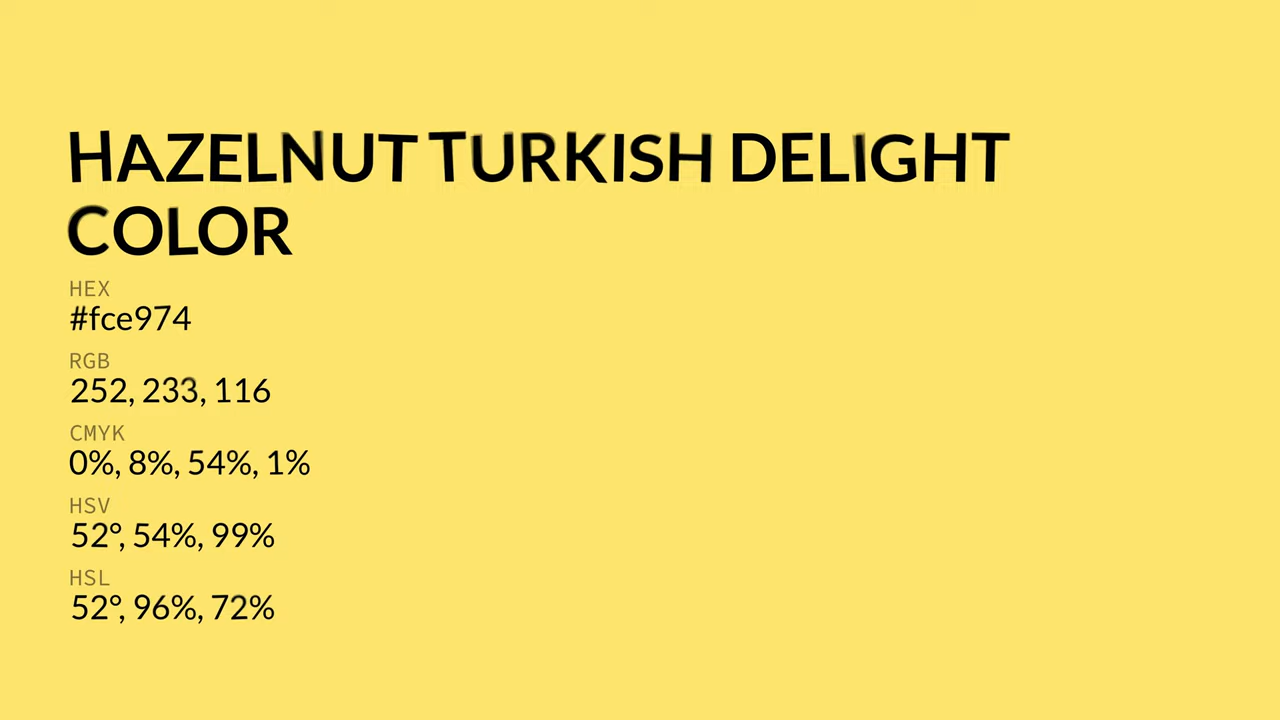 HAZELNUT TURKISH DELIGHT
COLOR
HEX
#fce974
RGB
252, 233, 116
CMYK
0%, 8%, 54%, 1%
HSV
52°, 54%, 99%
HSL
52°, 96%, 72%